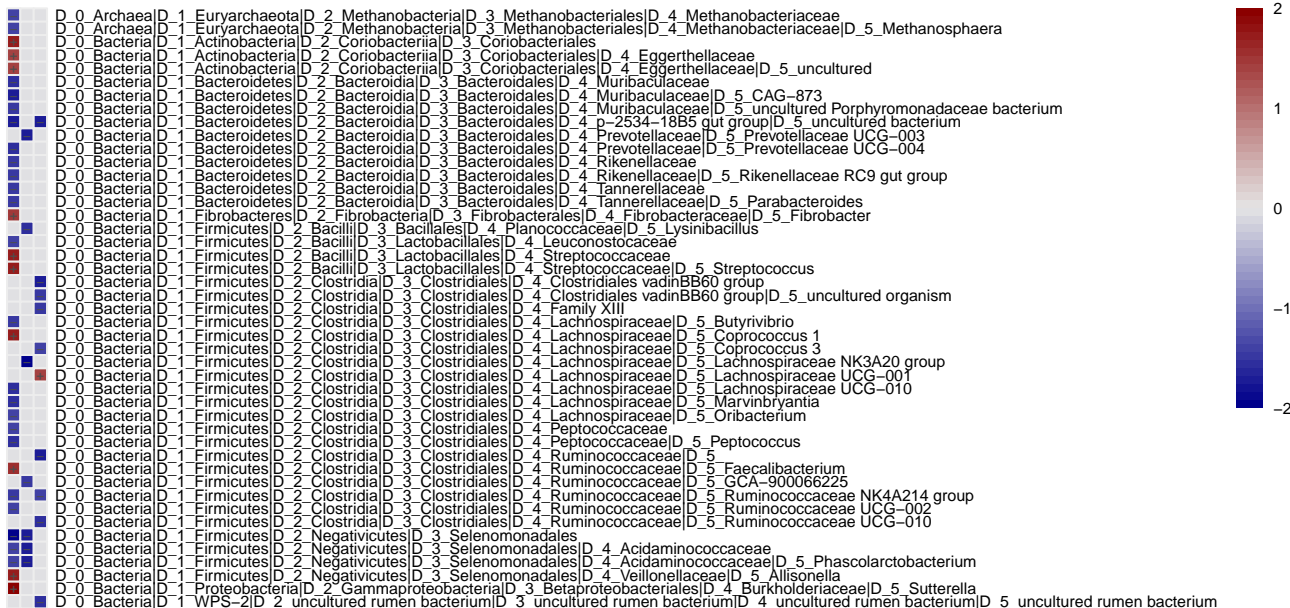 D_0_Archaea|D_1_Euryarchaeota|D_2_Methanobacteria|D_3_Methanobacteriales|D_4_Methanobacteriaceae
D_0_Archaea|D_1_Euryarchaeota|D_2_Methanobacteria|D_3_Methanobacteriales|D_4_Methanobacteriaceae|D_5_Methanosphaera
D_0_Bacteria|D_1_Actinobacteria|D_2_Coriobacteriia|D_3_Coriobacteriales
D_0_Bacteria|D_1_Actinobacteria|D_2_Coriobacteriia|D_3_Coriobacteriales|D_4_Eggerthellaceae
D_0_Bacteria|D_1_Actinobacteria|D_2_Coriobacteriia|D_3_Coriobacteriales|D_4_Eggerthellaceae|D_5_uncultured
D_0_Bacteria|D_1_Bacteroidetes|D_2_Bacteroidia|D_3_Bacteroidales|D_4_Muribaculaceae
D_0_Bacteria|D_1_Bacteroidetes|D_2_Bacteroidia|D_3_Bacteroidales|D_4_Muribaculaceae|D_5_CAG−873
D_0_Bacteria|D_1_Bacteroidetes|D_2_Bacteroidia|D_3_Bacteroidales|D_4_Muribaculaceae|D_5_uncultured Porphyromonadaceae bacterium
D_0_Bacteria|D_1_Bacteroidetes|D_2_Bacteroidia|D_3_Bacteroidales|D_4_p−2534−18B5 gut group|D_5_uncultured bacterium
D_0_Bacteria|D_1_Bacteroidetes|D_2_Bacteroidia|D_3_Bacteroidales|D_4_Prevotellaceae|D_5_Prevotellaceae UCG−003
D_0_Bacteria|D_1_Bacteroidetes|D_2_Bacteroidia|D_3_Bacteroidales|D_4_Prevotellaceae|D_5_Prevotellaceae UCG−004
D_0_Bacteria|D_1_Bacteroidetes|D_2_Bacteroidia|D_3_Bacteroidales|D_4_Rikenellaceae
D_0_Bacteria|D_1_Bacteroidetes|D_2_Bacteroidia|D_3_Bacteroidales|D_4_Rikenellaceae|D_5_Rikenellaceae RC9 gut group
D_0_Bacteria|D_1_Bacteroidetes|D_2_Bacteroidia|D_3_Bacteroidales|D_4_Tannerellaceae
D_0_Bacteria|D_1_Bacteroidetes|D_2_Bacteroidia|D_3_Bacteroidales|D_4_Tannerellaceae|D_5_Parabacteroides
D_0_Bacteria|D_1_Fibrobacteres|D_2_Fibrobacteria|D_3_Fibrobacterales|D_4_Fibrobacteraceae|D_5_Fibrobacter
D_0_Bacteria|D_1_Firmicutes|D_2_Bacilli|D_3_Bacillales|D_4_Planococcaceae|D_5_Lysinibacillus
D_0_Bacteria|D_1_Firmicutes|D_2_Bacilli|D_3_Lactobacillales|D_4_Leuconostocaceae
D_0_Bacteria|D_1_Firmicutes|D_2_Bacilli|D_3_Lactobacillales|D_4_Streptococcaceae
D_0_Bacteria|D_1_Firmicutes|D_2_Bacilli|D_3_Lactobacillales|D_4_Streptococcaceae|D_5_Streptococcus
D_0_Bacteria|D_1_Firmicutes|D_2_Clostridia|D_3_Clostridiales|D_4_Clostridiales vadinBB60 group
D_0_Bacteria|D_1_Firmicutes|D_2_Clostridia|D_3_Clostridiales|D_4_Clostridiales vadinBB60 group|D_5_uncultured organism
D_0_Bacteria|D_1_Firmicutes|D_2_Clostridia|D_3_Clostridiales|D_4_Family XIII
D_0_Bacteria|D_1_Firmicutes|D_2_Clostridia|D_3_Clostridiales|D_4_Lachnospiraceae|D_5_Butyrivibrio
D_0_Bacteria|D_1_Firmicutes|D_2_Clostridia|D_3_Clostridiales|D_4_Lachnospiraceae|D_5_Coprococcus 1
D_0_Bacteria|D_1_Firmicutes|D_2_Clostridia|D_3_Clostridiales|D_4_Lachnospiraceae|D_5_Coprococcus 3
D_0_Bacteria|D_1_Firmicutes|D_2_Clostridia|D_3_Clostridiales|D_4_Lachnospiraceae|D_5_Lachnospiraceae NK3A20 group
D_0_Bacteria|D_1_Firmicutes|D_2_Clostridia|D_3_Clostridiales|D_4_Lachnospiraceae|D_5_Lachnospiraceae UCG−001
D_0_Bacteria|D_1_Firmicutes|D_2_Clostridia|D_3_Clostridiales|D_4_Lachnospiraceae|D_5_Lachnospiraceae UCG−010
D_0_Bacteria|D_1_Firmicutes|D_2_Clostridia|D_3_Clostridiales|D_4_Lachnospiraceae|D_5_Marvinbryantia
D_0_Bacteria|D_1_Firmicutes|D_2_Clostridia|D_3_Clostridiales|D_4_Lachnospiraceae|D_5_Oribacterium
D_0_Bacteria|D_1_Firmicutes|D_2_Clostridia|D_3_Clostridiales|D_4_Peptococcaceae
D_0_Bacteria|D_1_Firmicutes|D_2_Clostridia|D_3_Clostridiales|D_4_Peptococcaceae|D_5_Peptococcus
D_0_Bacteria|D_1_Firmicutes|D_2_Clostridia|D_3_Clostridiales|D_4_Ruminococcaceae|D_5
D_0_Bacteria|D_1_Firmicutes|D_2_Clostridia|D_3_Clostridiales|D_4_Ruminococcaceae|D_5_Faecalibacterium
D_0_Bacteria|D_1_Firmicutes|D_2_Clostridia|D_3_Clostridiales|D_4_Ruminococcaceae|D_5_GCA−900066225
D_0_Bacteria|D_1_Firmicutes|D_2_Clostridia|D_3_Clostridiales|D_4_Ruminococcaceae|D_5_Ruminococcaceae NK4A214 group
D_0_Bacteria|D_1_Firmicutes|D_2_Clostridia|D_3_Clostridiales|D_4_Ruminococcaceae|D_5_Ruminococcaceae UCG−002
D_0_Bacteria|D_1_Firmicutes|D_2_Clostridia|D_3_Clostridiales|D_4_Ruminococcaceae|D_5_Ruminococcaceae UCG−010
D_0_Bacteria|D_1_Firmicutes|D_2_Negativicutes|D_3_Selenomonadales
D_0_Bacteria|D_1_Firmicutes|D_2_Negativicutes|D_3_Selenomonadales|D_4_Acidaminococcaceae
D_0_Bacteria|D_1_Firmicutes|D_2_Negativicutes|D_3_Selenomonadales|D_4_Acidaminococcaceae|D_5_Phascolarctobacterium
D_0_Bacteria|D_1_Firmicutes|D_2_Negativicutes|D_3_Selenomonadales|D_4_Veillonellaceae|D_5_Allisonella
D_0_Bacteria|D_1_Proteobacteria|D_2_Gammaproteobacteria|D_3_Betaproteobacteriales|D_4_Burkholderiaceae|D_5_Sutterella
D_0_Bacteria|D_1_WPS−2|D_2_uncultured rumen bacterium|D_3_uncultured rumen bacterium|D_4_uncultured rumen bacterium|D_5_uncultured rumen bacterium
2
1
0
−1
−2